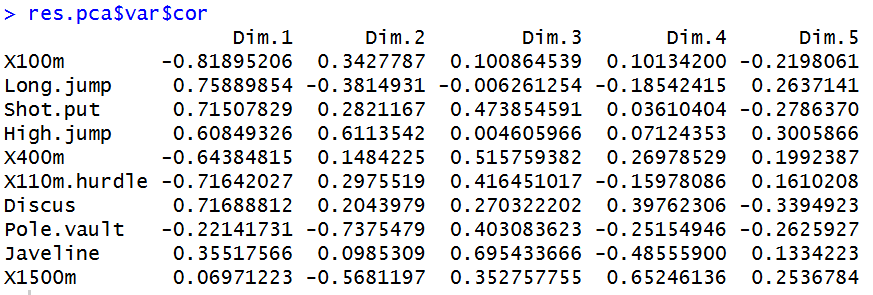 > res.pca$var$cor
                   Dim.1      Dim.2        Dim.3       Dim.4      Dim.5
X100m        -0.81895206  0.3427787  0.100864539  0.10134200 -0.2198061
Long.jump     0.75889854 -0.3814931 -0.006261254 -0.18542415  0.2637141
Shot.put      0.71507829  0.2821167  0.473854591  0.03610404 -0.2786370
High.jump     0.60849326  0.6113542  0.004605966  0.07124353  0.3005866
X400m        -0.64384815  0.1484225  0.515759382  0.26978529  0.1992387
X110m.hurdle -0.71642027  0.2975519  0.416451017 -0.15978086  0.1610208
Discus        0.71688812  0.2043979  0.270322202  0.39762306 -0.3394923
Pole.vault   -0.22141731 -0.7375479  0.403083623 -0.25154946 -0.2625927
Javeline      0.35517566  0.0985309  0.695433666 -0.48555900  0.1334223
X1500m        0.06971223 -0.5681197  0.352757755  0.65246136  0.2536784